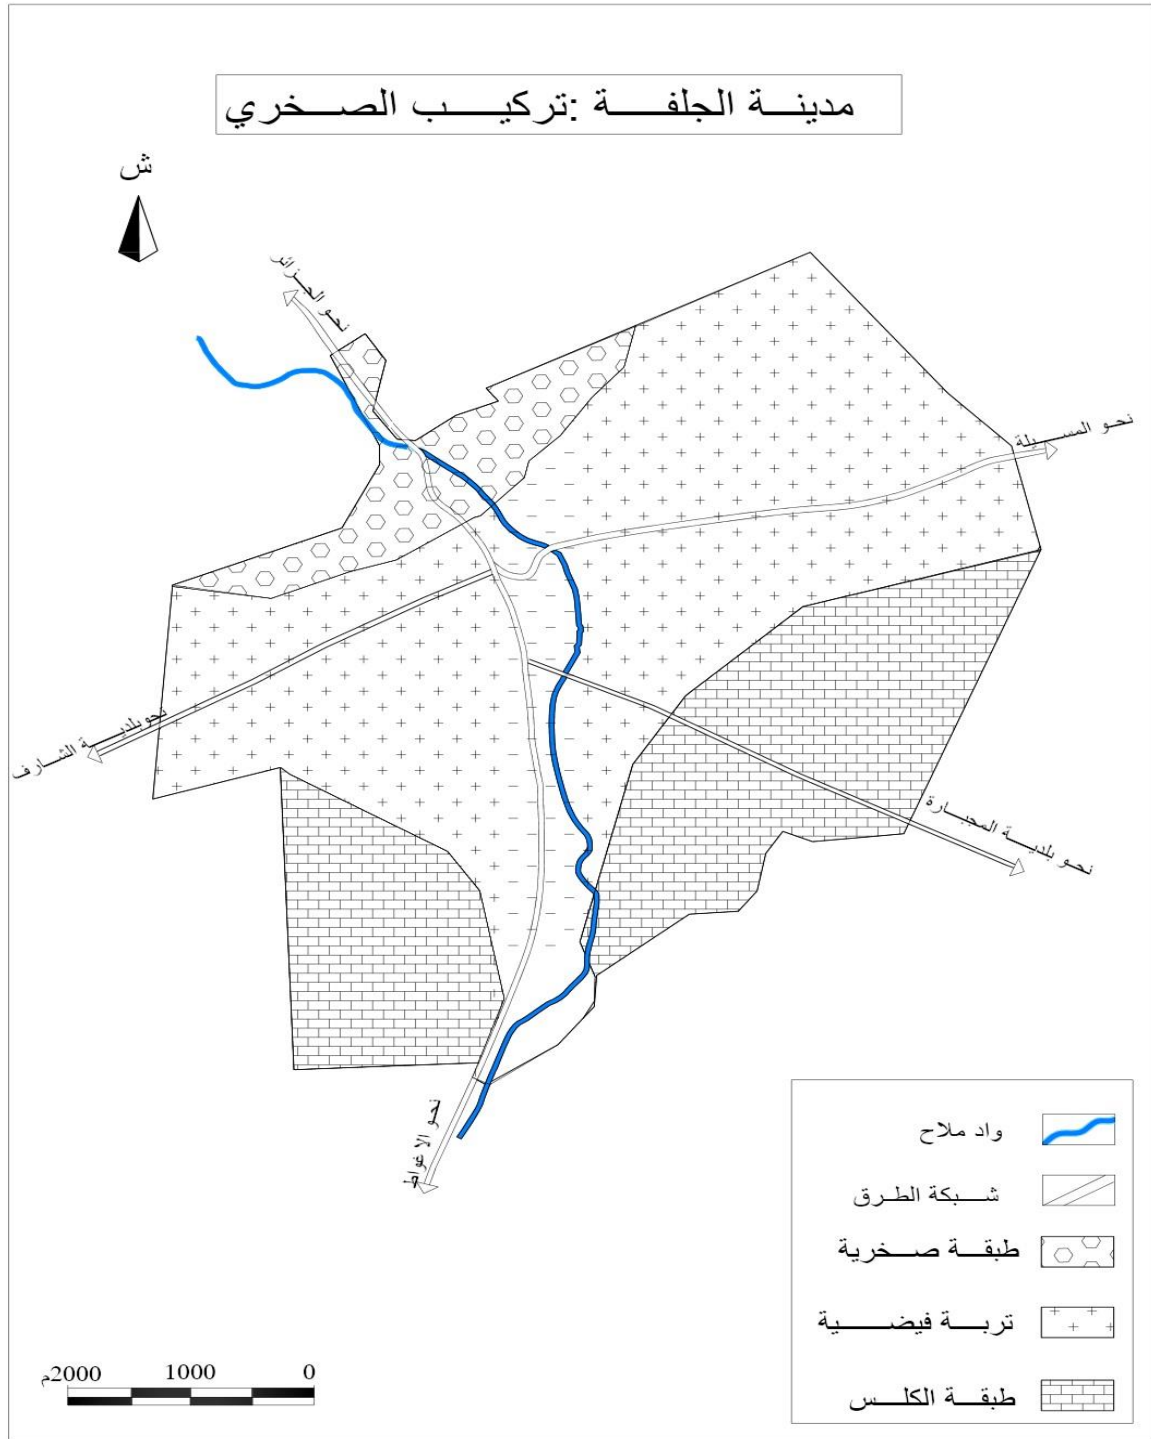 مدينة الجلفة :تركيب الصخري
ش
نحو الجزائر
نحو المسيلة
نحو بلدية الشارف
نحو بلدية المجبارة
نحو الاغواط
واد ملاح
شبكة الطرق
طبقة صخرية
تربة فيضية
طبقة الكلس
2000م 1000 0